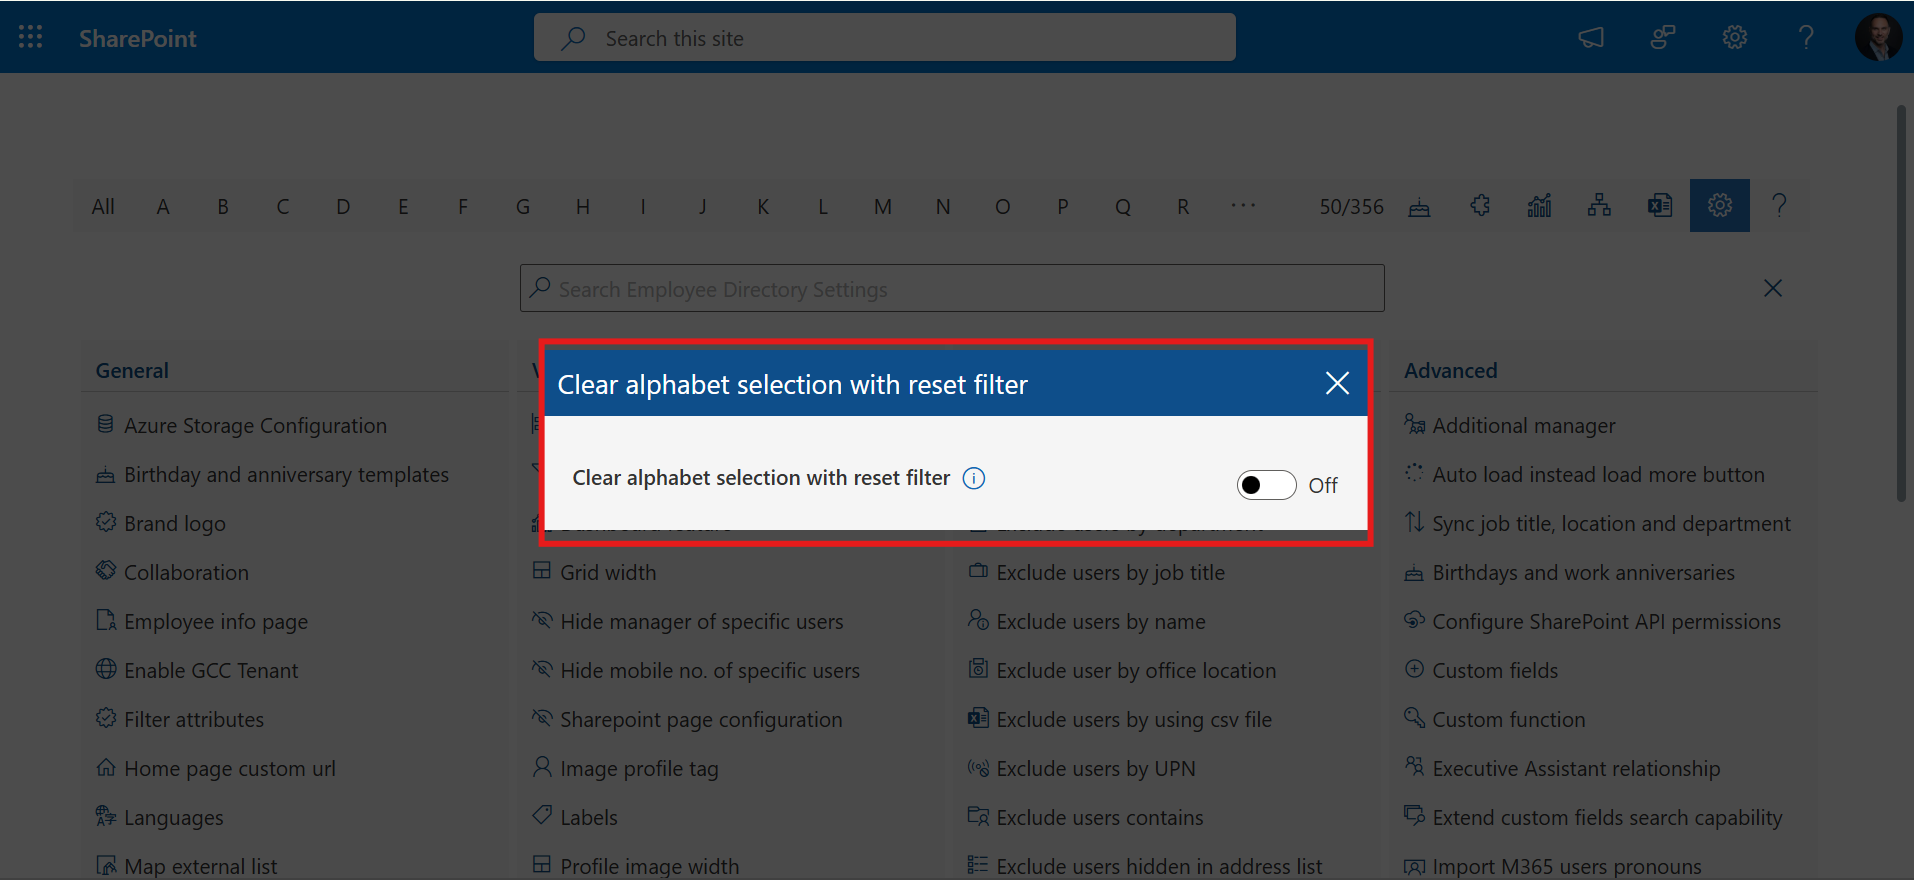 SharePoint
Search this site
All A B C D E F G H I J K L M N O P Q R ... 50/356
Search Employee Directory Settings
General
Azure Storage Configuration
Birthday and anniversary templates
Brand logo
Collaboration
Employee info page
Enable GCC Tenant
Filter attributes
Home page custom url
Languages
Map external list
Clear alphabet selection with reset filter
Clear alphabet selection with reset filter
Off
Grid width
Hide manager of specific users
Hide mobile no. of specific users
Sharepoint page configuration
Image profile tag
Labels
Profile image width
Exclude users by department
Exclude users by job title
Exclude users by name
Exclude user by office location
Exclude users by using csv file
Exclude users by UPN
Exclude users contains
Exclude users hidden in address list
Advanced
Additional manager
Auto load instead load more button
Sync job title, location and department
Birthdays and work anniversaries
Configure SharePoint API permissions
Custom fields
Custom function
Executive Assistant relationship
Extend custom fields search capability
Import M365 users pronouns